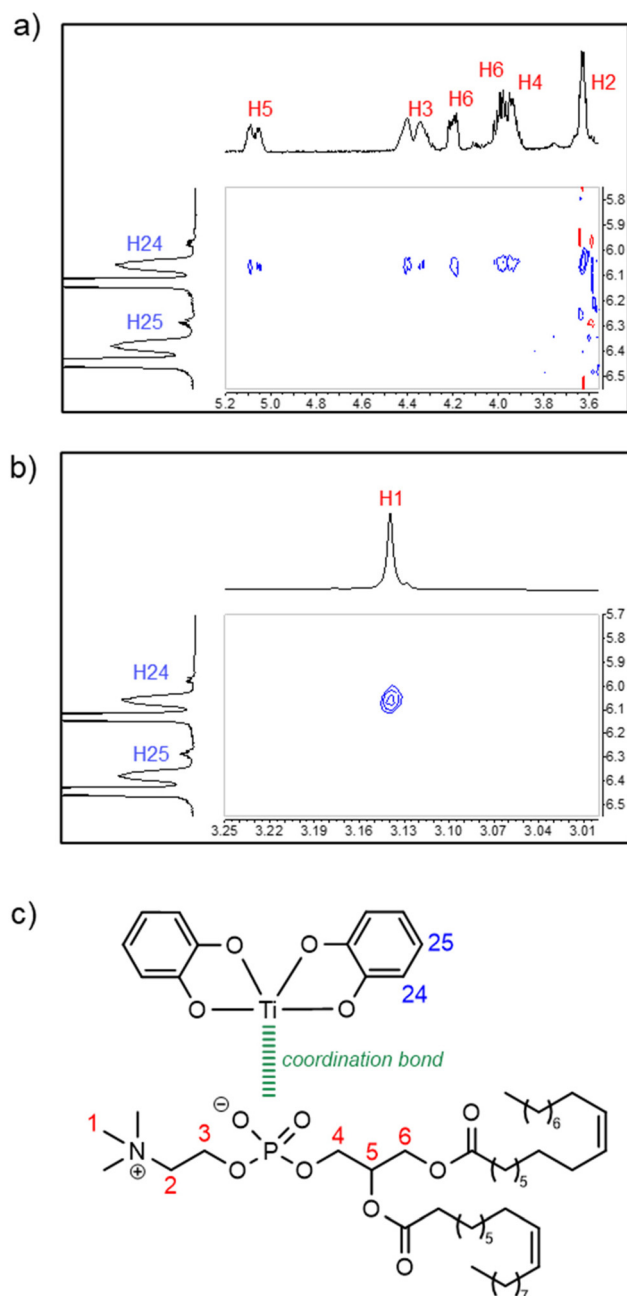 a)
H5 H3 H6 H6 H4 H2
H24
H25
5.8
5.9
6.0
6.1
6.2
6.3
6.4
6.5
5.2 5.0 4.8 4.6 4.4 4.2 4.0 3.8 3.6
b)
H1
H24
H25
5.7
5.8
5.9
6.0
6.1
6.2
6.3
6.4
6.5
3.25 3.22 3.19 3.16 3.13 3.10 3.07 3.04 3.01
c)
O O 25
O Ti O 24
coordination bond
⊖ O O 6
1 3 P 4 5 6 O
N ⊕ 2 O O O 5
O 5
O 7